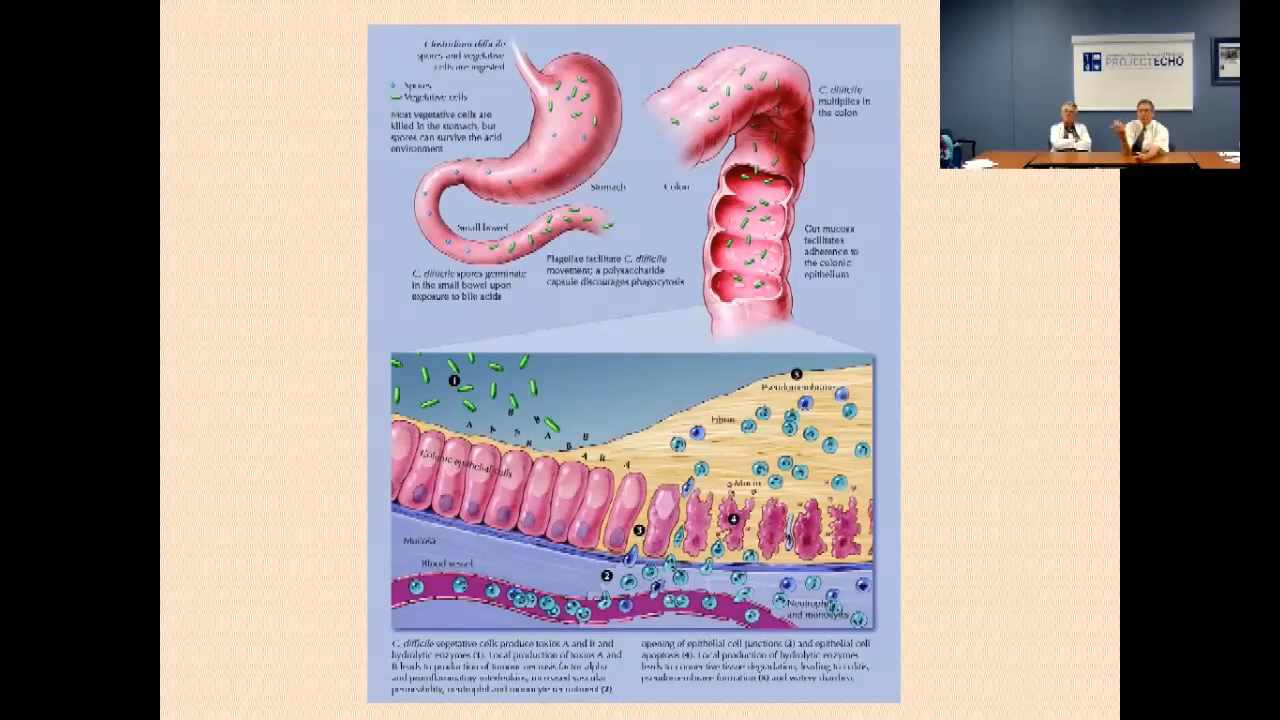 Clostridium difficile
spores and vegetative
cells are ingested
Spores
Vegetative cells
Most vegetative cells are
killed in the stomach, but
spores can survive the acid
environment
Stomach
Small bowel
C. difficile spores germinate
in the small bowel upon
exposure to bile acids
Flagellae facilitate C. difficile
movement; a polysaccharide
capsule discourages phagocytosis
Colon
C. difficile
multiplies in
the colon
Gut mucosa
facilitates
adherence to
the colonic
epithelium
PROJECT ECHO
1
5
Pseudomembrane
B
B
A
A
N
A
B
B
B
A
B
A
Fibrin
Colonic epithelial cells
Mucin
4
3
Mucosa
Blood vessel
2
Neutrophil
and monocytes
C. difficile vegetative cells produce toxins A and B and
hydrolytic enzymes (1). Local production of toxins A and
B leads to production of tumour necrosis factor-alpha
and proinflammatory interleukins, increased vascular
permeability, neutrophil and monocyte recruitment (2)
opening of epithelial cell junctions (3) and epithelial cell
apoptosis (4). Local production of hydrolytic enzymes
leads to connective tissue degradation, leading to colitis,
pseudomembrane formation (5) and watery diarrhea.